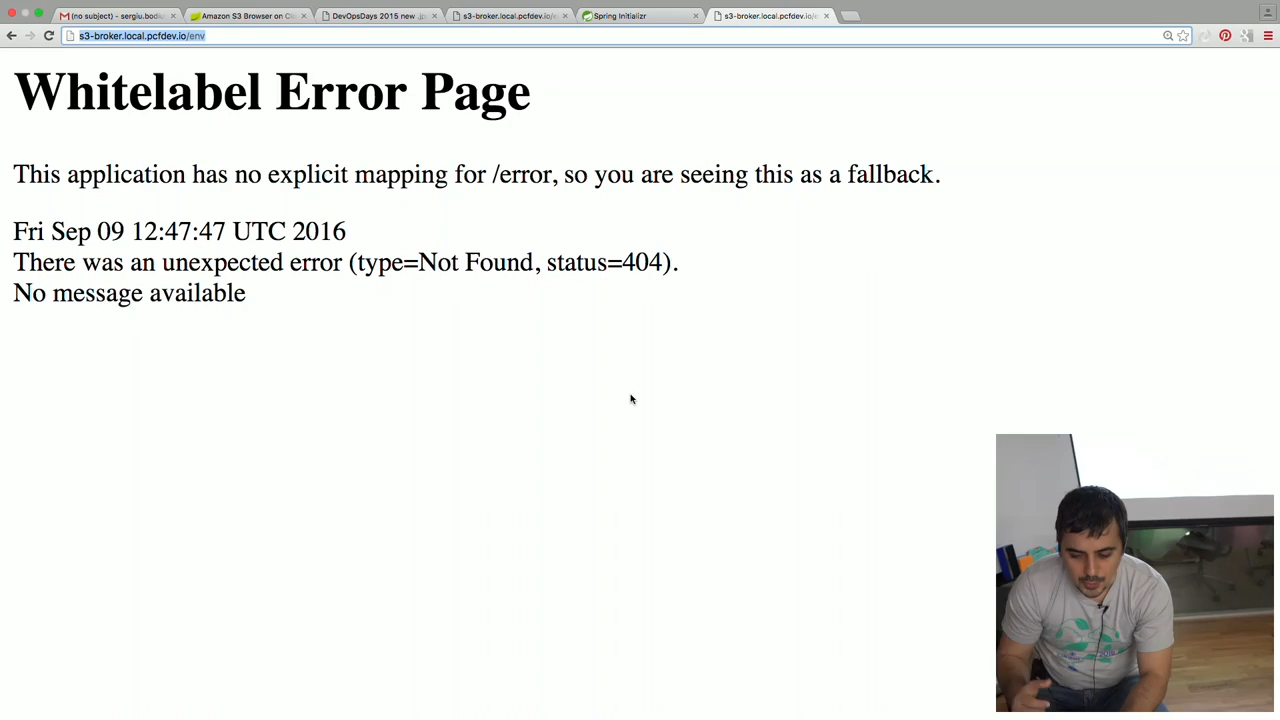 (no subject) - sergiu.bodiu
Amazon S3 Browser on Cl
DevOpsDays 2015 new .jp
s3-broker.local.pcfdev.io/e
Spring Initializr
s3-broker.local.pcfdev.io/e
s3-broker.local.pcfdev.io/env
Whitelabel Error Page
This application has no explicit mapping for /error, so you are seeing this as a fallback.
Fri Sep 09 12:47:47 UTC 2016
There was an unexpected error (type=Not Found, status=404).
No message available